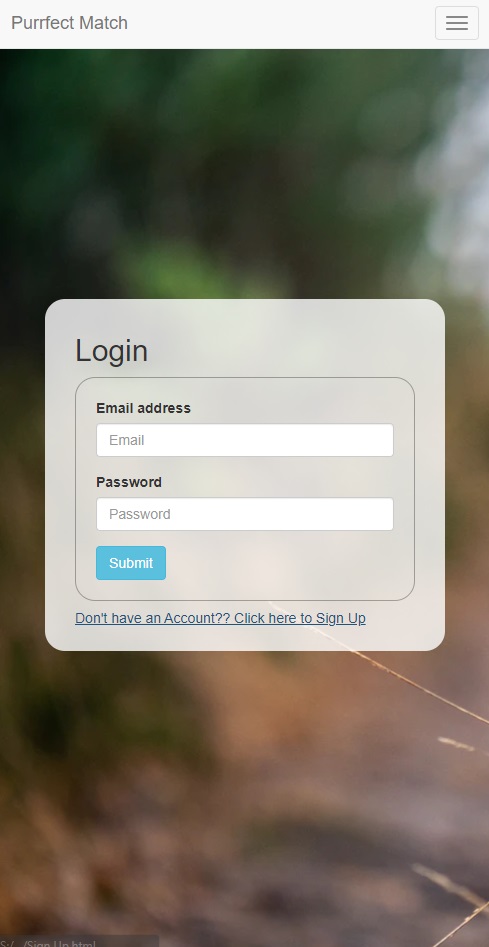 Purrfect Match
Login
Email address
Email
Password
Password
Submit
Don't have an Account?? Click here to Sign Up
S:/.../Sign Up.html